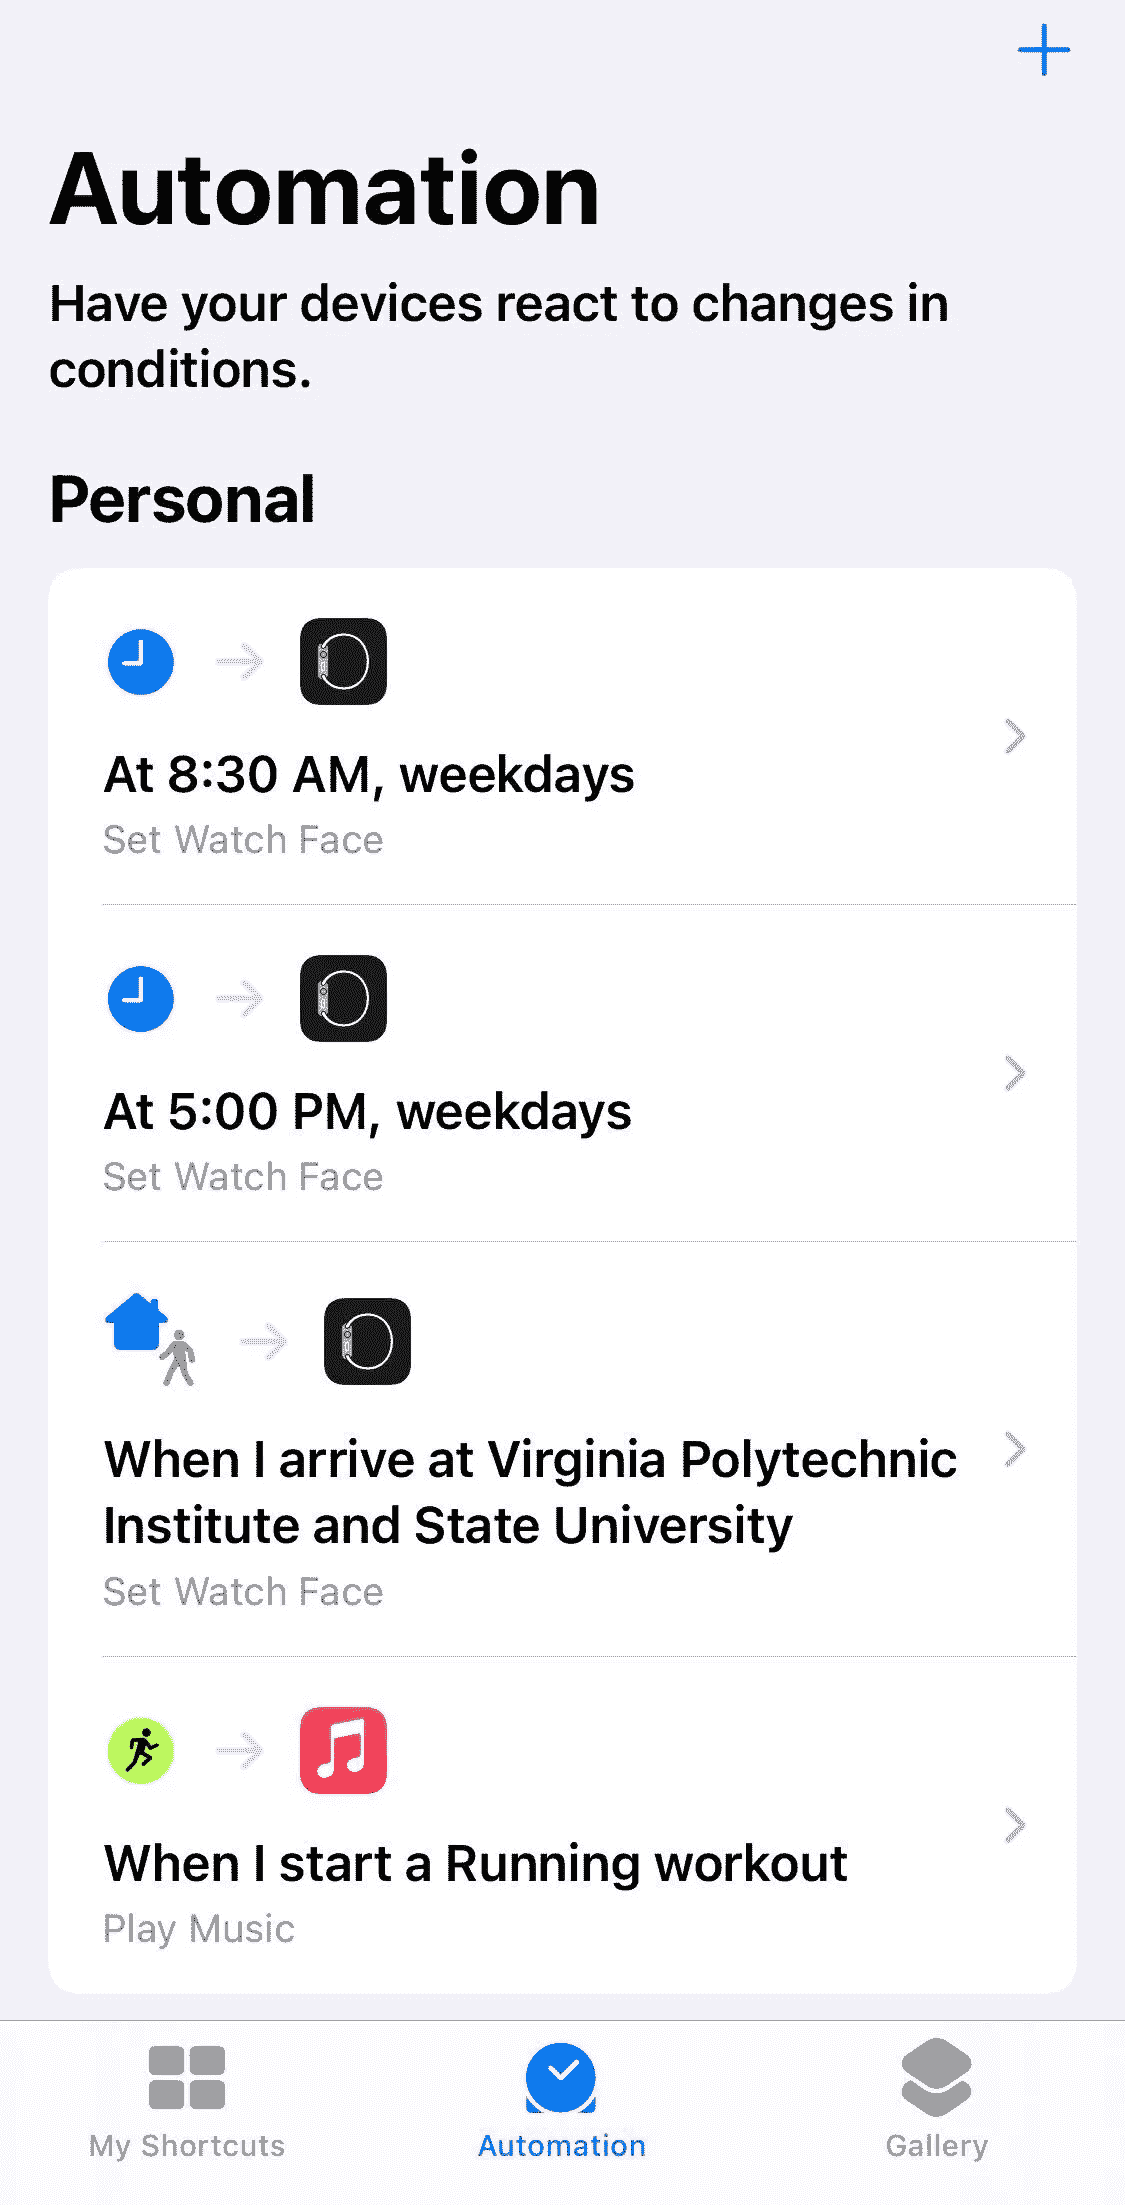 Automation
Have your devices react to changes in
conditions.
Personal
At 8:30 AM, weekdays
Set Watch Face
At 5:00 PM, weekdays
Set Watch Face
When I arrive at Virginia Polytechnic
Institute and State University
Set Watch Face
When I start a Running workout
Play Music
My Shortcuts
Automation
Gallery